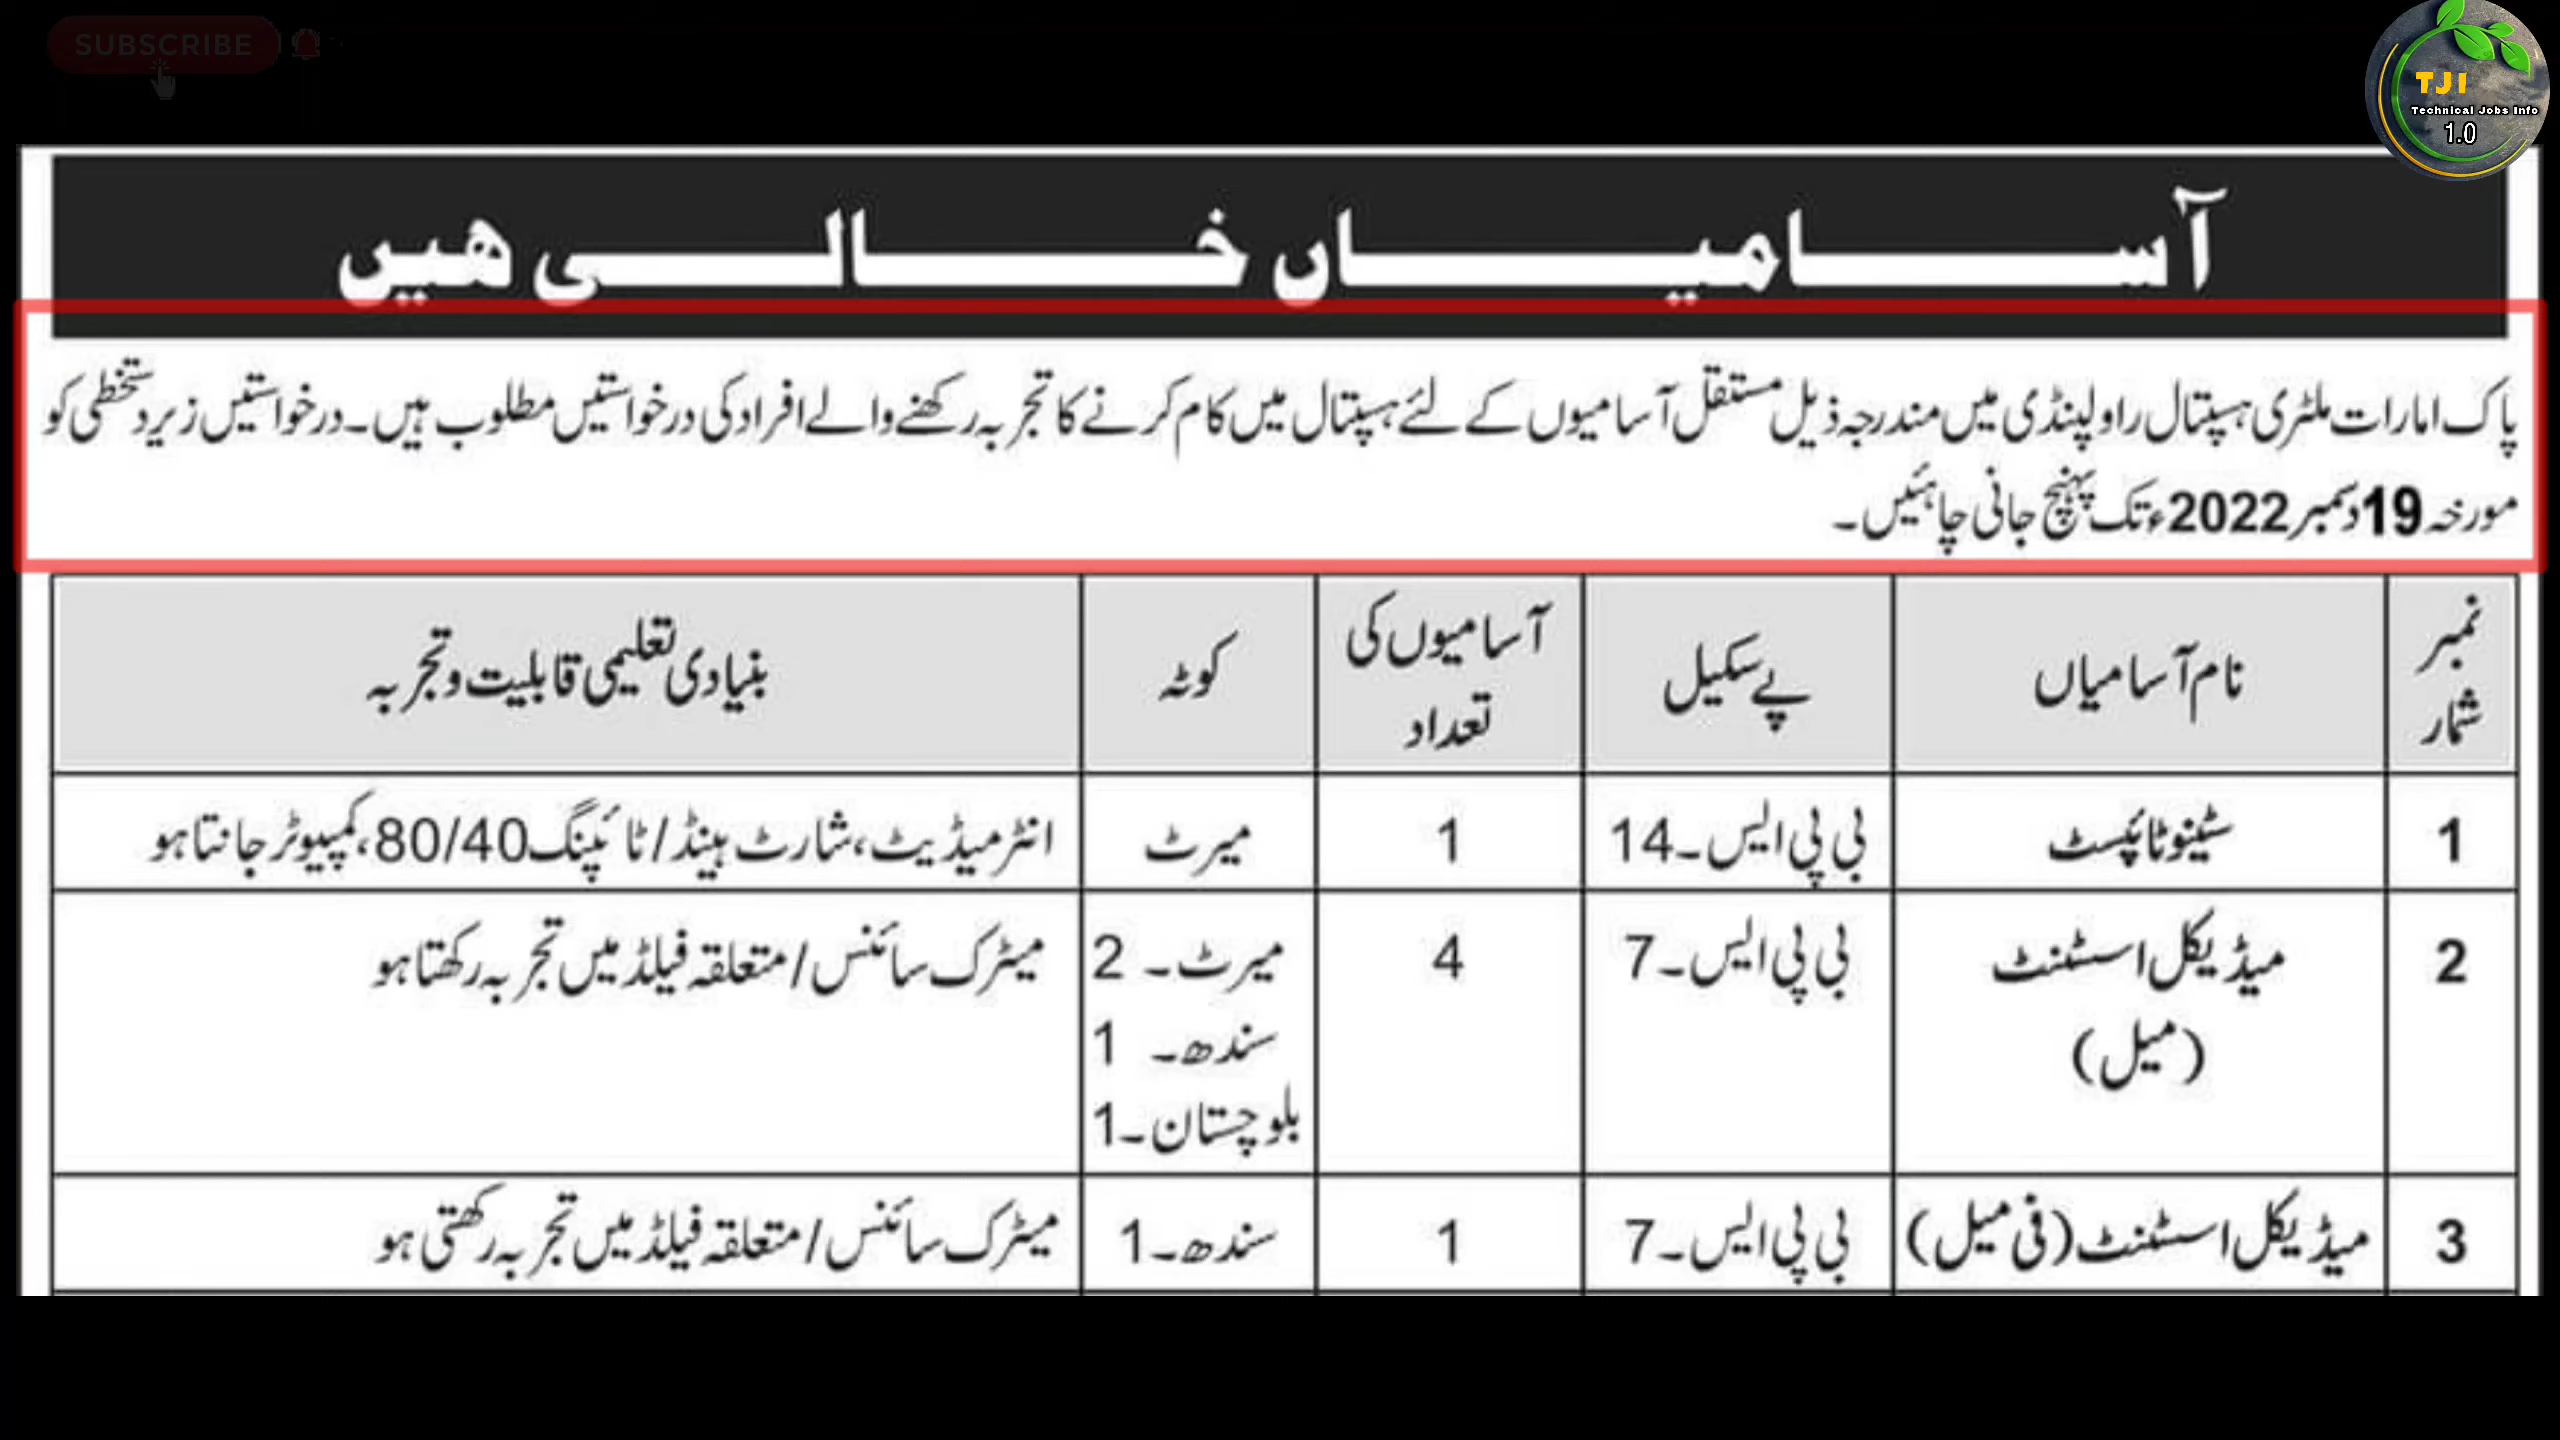 SUBSCRIBE
TJI
Technical Jobs Info
1.0
آسامیاں خالی ھیں
پاک امارات ملٹری ہسپتال راولپنڈی میں مندرجہ ذیل مستقل آسامیوں کے لئے ہسپتال میں کام کرنے کا تجربہ رکھنے والے افراد کی درخواستیں مطلوب ہیں۔ درخواستیں زیر دستخطی کو
مورخہ 19 دسمبر 2022ء تک پہنچ جانی چاہئیں۔
نمبر شمار	نام آسامیاں	پے سکیل	آسامیوں کی تعداد	کوٹہ	بنیادی تعلیمی قابلیت و تجربہ
1	سٹینو ٹائپسٹ	بی پی ایس۔14	1	میرٹ	انٹرمیڈیٹ، شارٹ ہینڈ/ ٹائپنگ 80/40، کمپیوٹر جانتا ہو
2	میڈیکل اسسٹنٹ	بی پی ایس۔7	4	میرٹ۔ 2	میٹرک سائنس/ متعلقہ فیلڈ میں تجربہ رکھتا ہو
(میل)	سندھ۔ 1
بلوچستان۔1
3	میڈیکل اسسٹنٹ (فی میل)	بی پی ایس۔7	1	سندھ۔1	میٹرک سائنس/ متعلقہ فیلڈ میں تجربہ رکھتی ہو